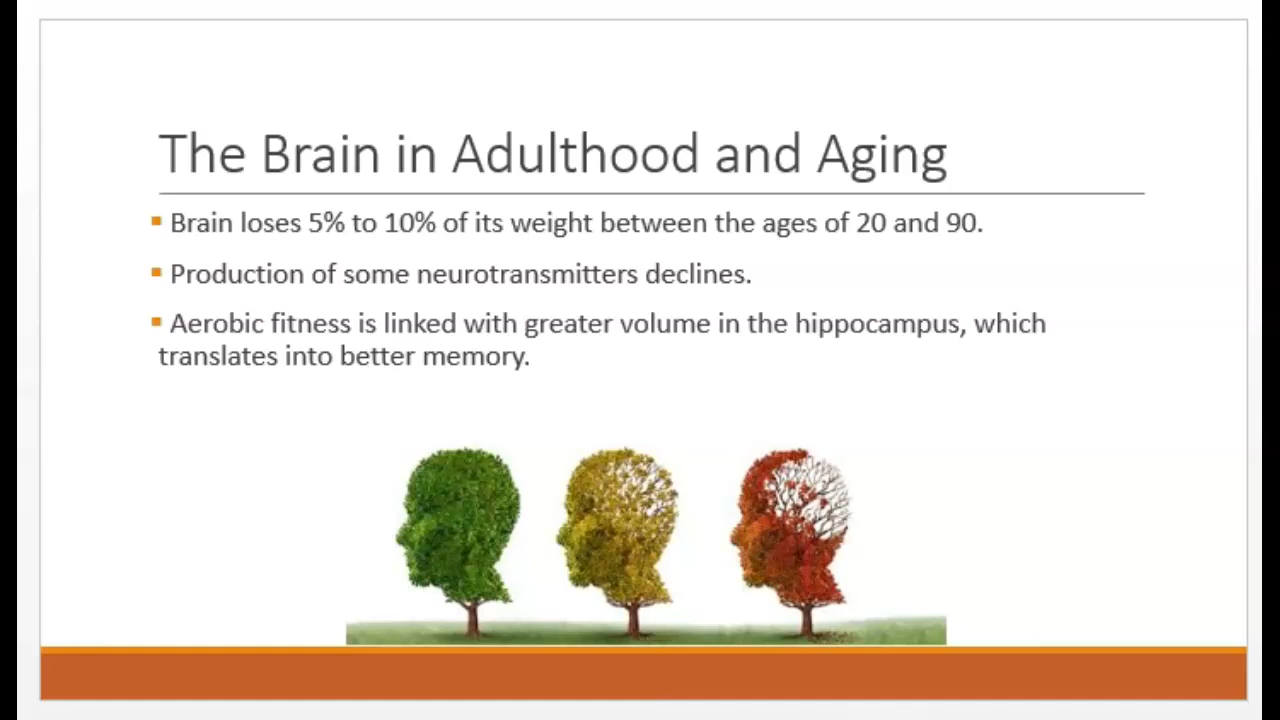 The Brain in Adulthood and Aging
Brain loses 5% to 10% of its weight between the ages of 20 and 90.
Production of some neurotransmitters declines.
Aerobic fitness is linked with greater volume in the hippocampus, which
translates into better memory.